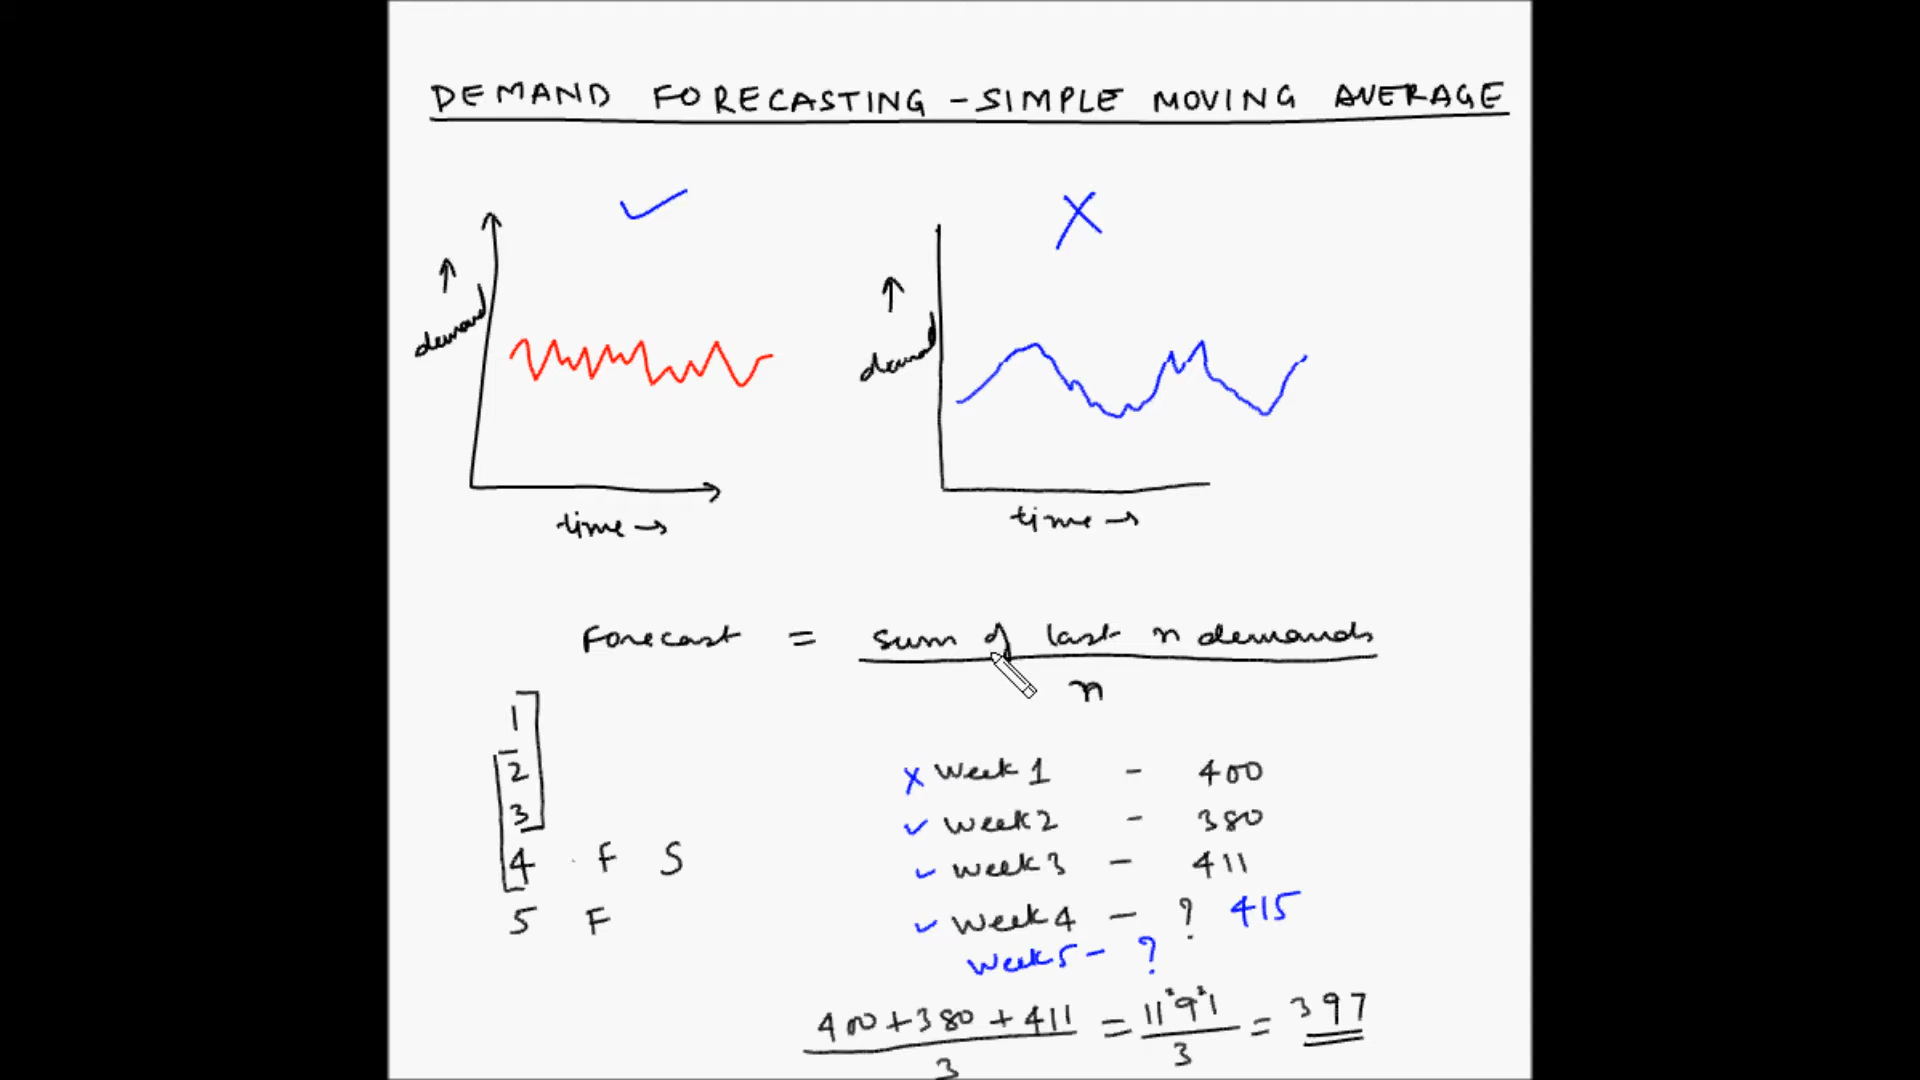 DEMAND FORECASTING - SIMPLE MOVING AVERAGE
✓ X
↑ ↑
demand demand
time → time →
Forecast = sum of last n demands
n
1
2
3
4 F S
5 F
X Week 1 - 400
✓ Week 2 - 380
✓ Week 3 - 411
✓ Week 4 - ? 415
Week 5 - ?
400+380+411 = 1191 = 397
3 3